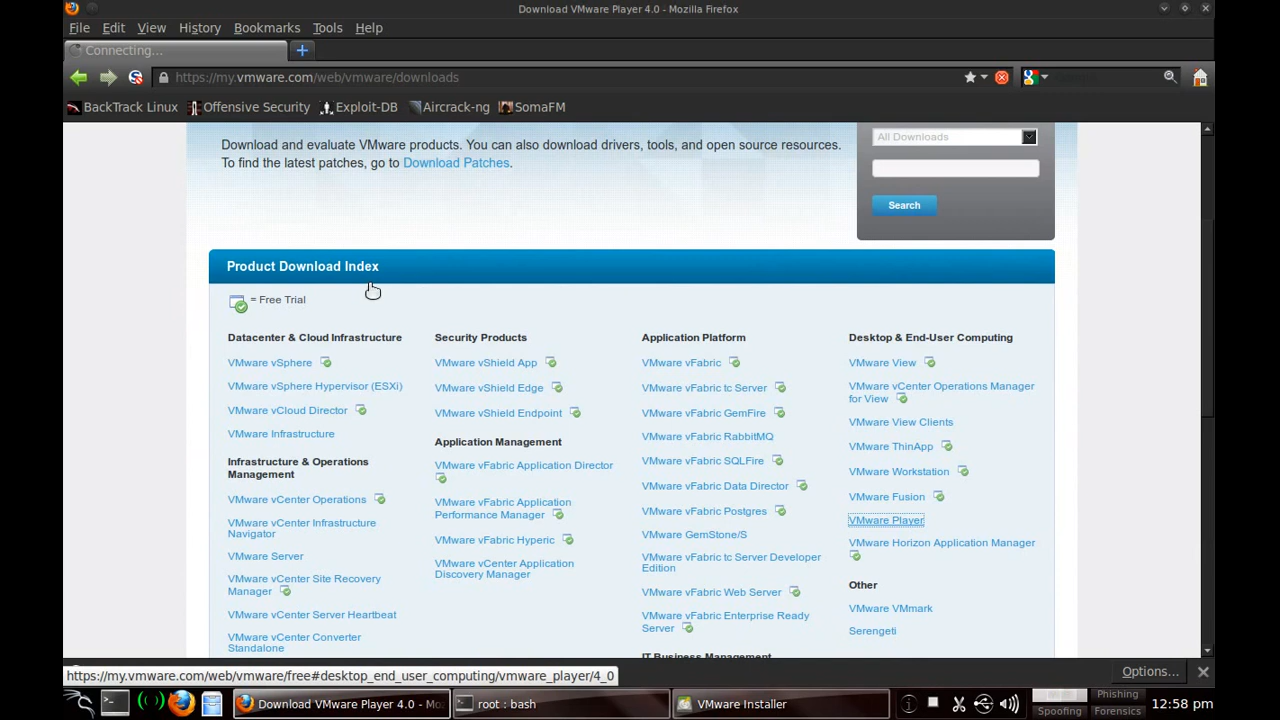 Download VMware Player 4.0 - Mozilla Firefox
File Edit View History Bookmarks Tools Help
Connecting...
https://my.vmware.com/web/vmware/downloads
BackTrack Linux Offensive Security Exploit-DB Aircrack-ng SomaFM
Download and evaluate VMware products. You can also download drivers, tools, and open source resources.
To find the latest patches, go to Download Patches.
All Downloads
Search
Product Download Index
= Free Trial
Datacenter & Cloud Infrastructure
VMware vSphere
VMware vSphere Hypervisor (ESXi)
VMware vCloud Director
VMware Infrastructure
Infrastructure & Operations
Management
VMware vCenter Operations
VMware vCenter Infrastructure
Navigator
VMware Server
VMware vCenter Site Recovery
Manager
VMware vCenter Server Heartbeat
VMware vCenter Converter
Standalone
Security Products
VMware vShield App
VMware vShield Edge
VMware vShield Endpoint
Application Management
VMware vFabric Application Director
VMware vFabric Application
Performance Manager
VMware vFabric Hyperic
VMware vCenter Application
Discovery Manager
Application Platform
VMware vFabric
VMware vFabric tc Server
VMware vFabric GemFire
VMware vFabric RabbitMQ
VMware vFabric SQLFire
VMware vFabric Data Director
VMware vFabric Postgres
VMware GemStone/S
VMware vFabric tc Server Developer
Edition
VMware vFabric Web Server
VMware vFabric Enterprise Ready
Server
IT Business Management
Desktop & End-User Computing
VMware View
VMware vCenter Operations Manager
for View
VMware View Clients
VMware ThinApp
VMware Workstation
VMware Fusion
VMware Player
VMware Horizon Application Manager
Other
VMware VMmark
Serengeti
https://my.vmware.com/web/vmware/free#desktop_end_user_computing/vmware_player/4_0
Options...
Download VMware Player 4.0 - Mo
root : bash
VMware Installer
Phishing
Spoofing Forensics
12:58 pm